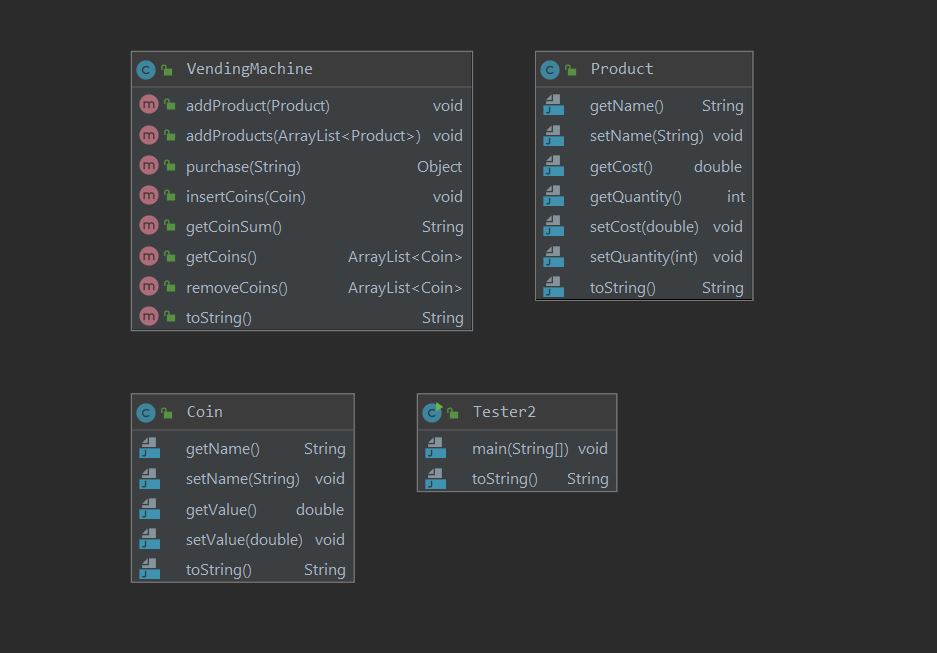 VendingMachine
addProduct(Product) void
addProducts(ArrayList<Product>) void
purchase(String) Object
insertCoins(Coin) void
getCoinSum() String
getCoins() ArrayList<Coin>
removeCoins() ArrayList<Coin>
toString() String
Product
getName() String
setName(String) void
getCost() double
getQuantity() int
setCost(double) void
setQuantity(int) void
toString() String
Coin
getName() String
setName(String) void
getValue() double
setValue(double) void
toString() String
Tester2
main(String[]) void
toString() String